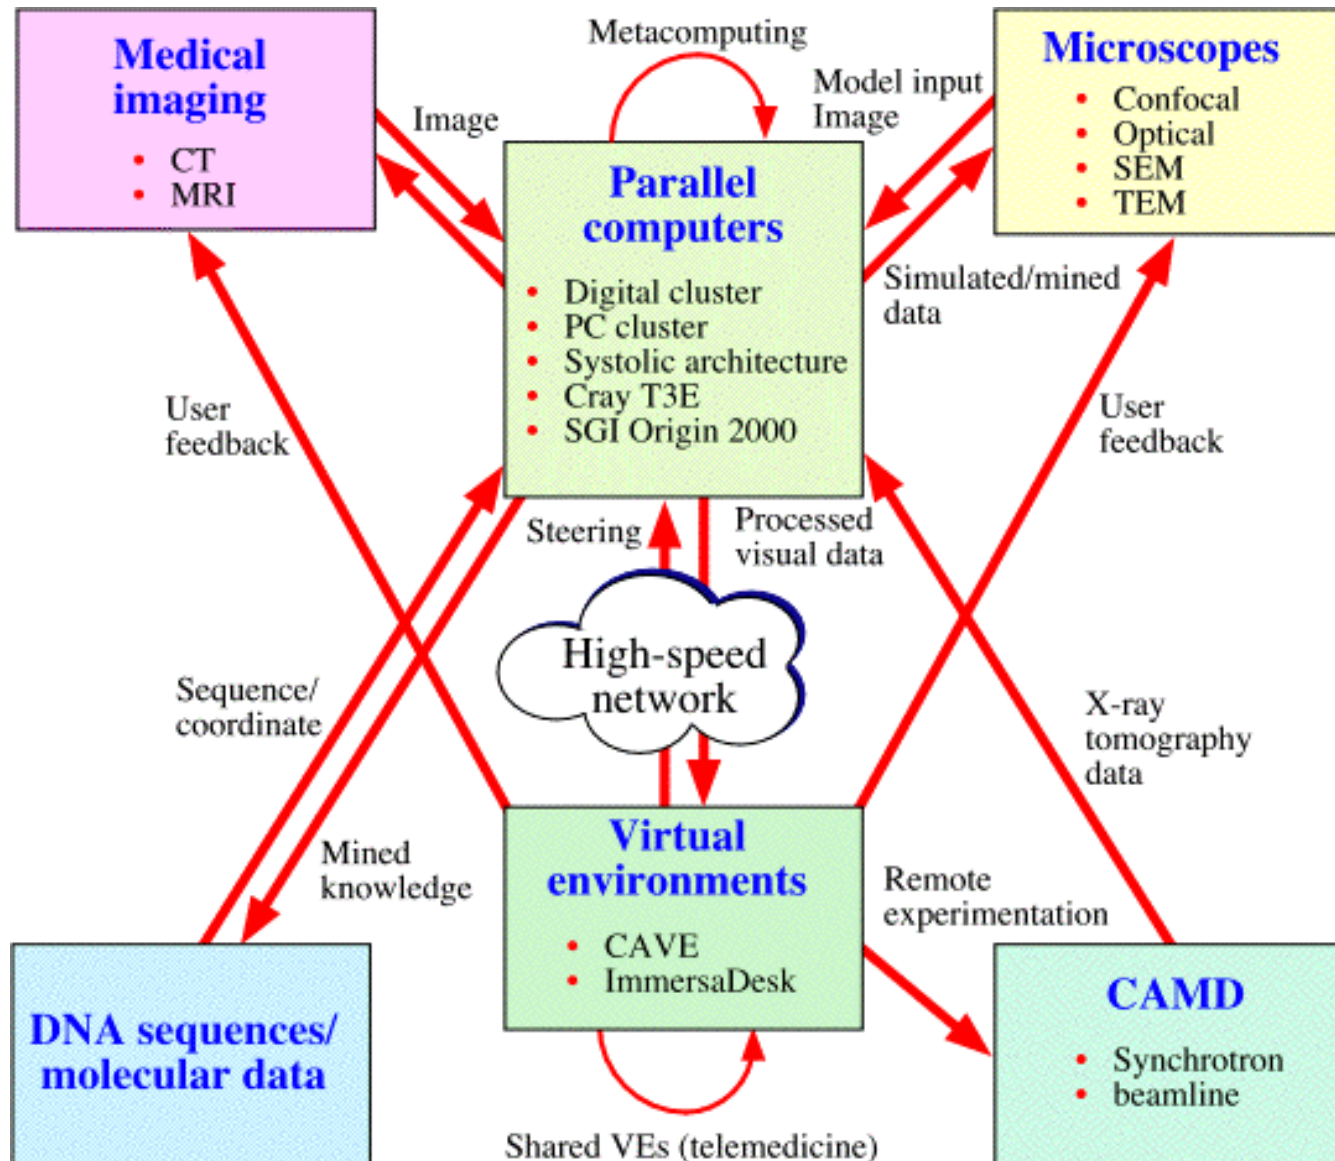 Medical
imaging
• CT
• MRI
Image
Metacomputing
Model input
Image
Microscopes
• Confocal
• Optical
• SEM
• TEM
Parallel
computers
• Digital cluster
• PC cluster
• Systolic architecture
• Cray T3E
• SGI Origin 2000
Simulated/mined
data
User
feedback
User
feedback
Steering
Processed
visual data
High-speed
network
Sequence/
coordinate
X-ray
tomography
data
Mined
knowledge
Virtual
environments
• CAVE
• ImmersaDesk
Remote
experimentation
DNA sequences/
molecular data
CAMD
• Synchrotron
• beamline
Shared VEs (telemedicine)